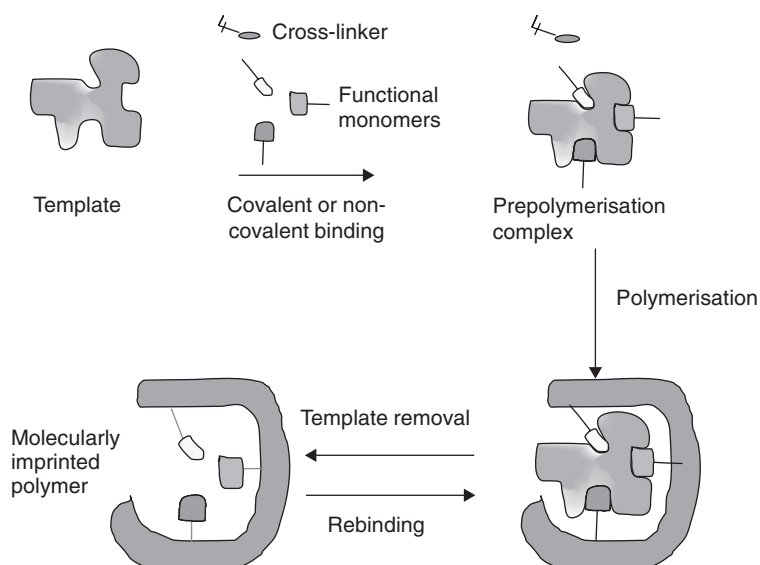 Cross-linker
Functional
monomers
Template
Covalent or non-
covalent binding
Prepolymerisation
complex
Polymerisation
Molecularly
imprinted
polymer
Template removal
Rebinding